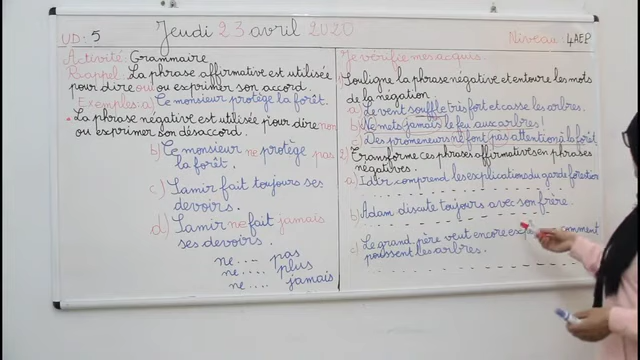 UD: 5
Jeudi 23 avril 2020
Niveau: 4AEP
Activité: Grammaire
Rappel: La phrase affirmative est utilisée
pour dire oui ou exprimer son accord.
Exemples: a) Ce monsieur protège la forêt.
• La phrase négative est utilisée pour dire non
ou exprimer son désaccord.
b) Ce monsieur ne protège pas
la forêt.
c) Samir fait toujours ses
devoirs.
d) Samir ne fait jamais
ses devoirs.
ne.... pas
ne.... plus
ne.... jamais
Je vérifie mes acquis.
Souligne la phrase négative et entoure les mots
de la négation.
a) Le vent souffle très fort et casse les arbres.
b) Ne mets jamais le feu aux arbres!
Des promeneurs ne font pas attention à la forêt.
2) Transforme ces phrases affirmatives en phrases
négatives.
a) Idir comprend les explications du garde forestier
b) Adam discute toujours avec son frère.
c) Le grand-père veut encore comment
poussent les arbres.